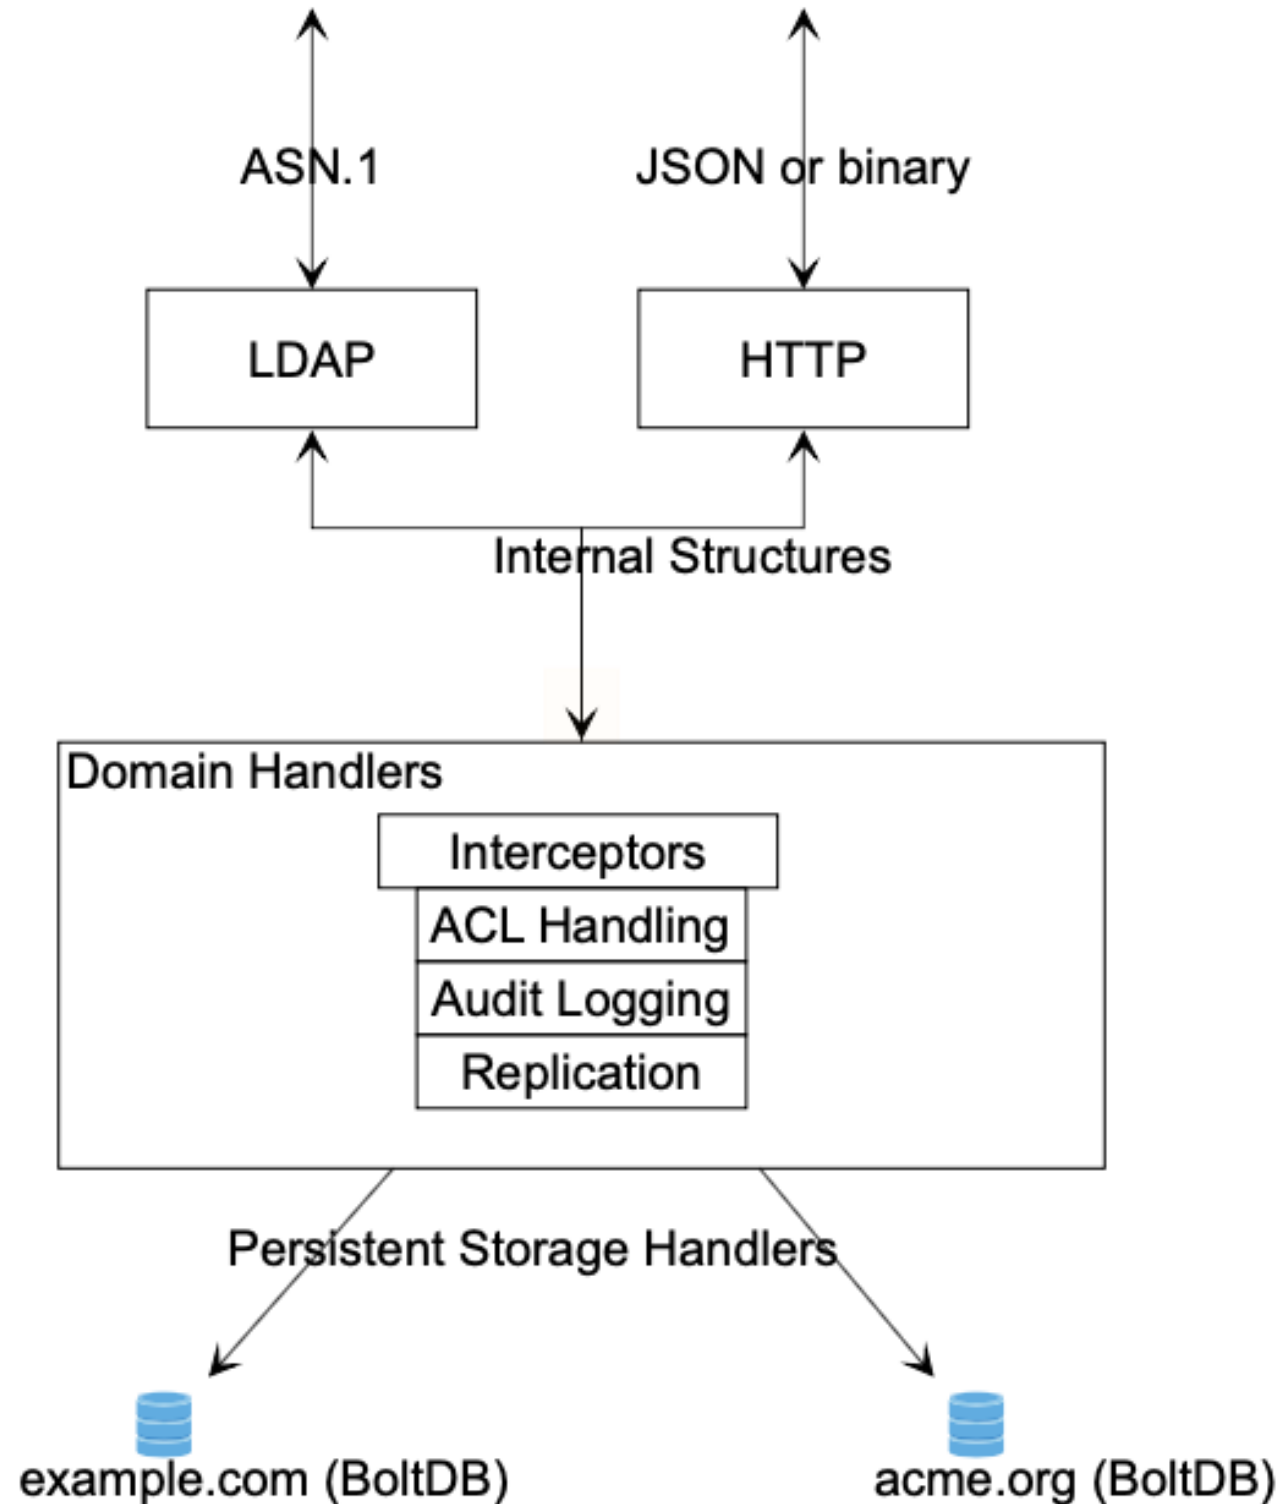 ASN.1
JSON or binary
LDAP
HTTP
Internal Structures
Domain Handlers
Interceptors
ACL Handling
Audit Logging
Replication
Persistent Storage Handlers
example.com (BoltDB)
acme.org (BoltDB)